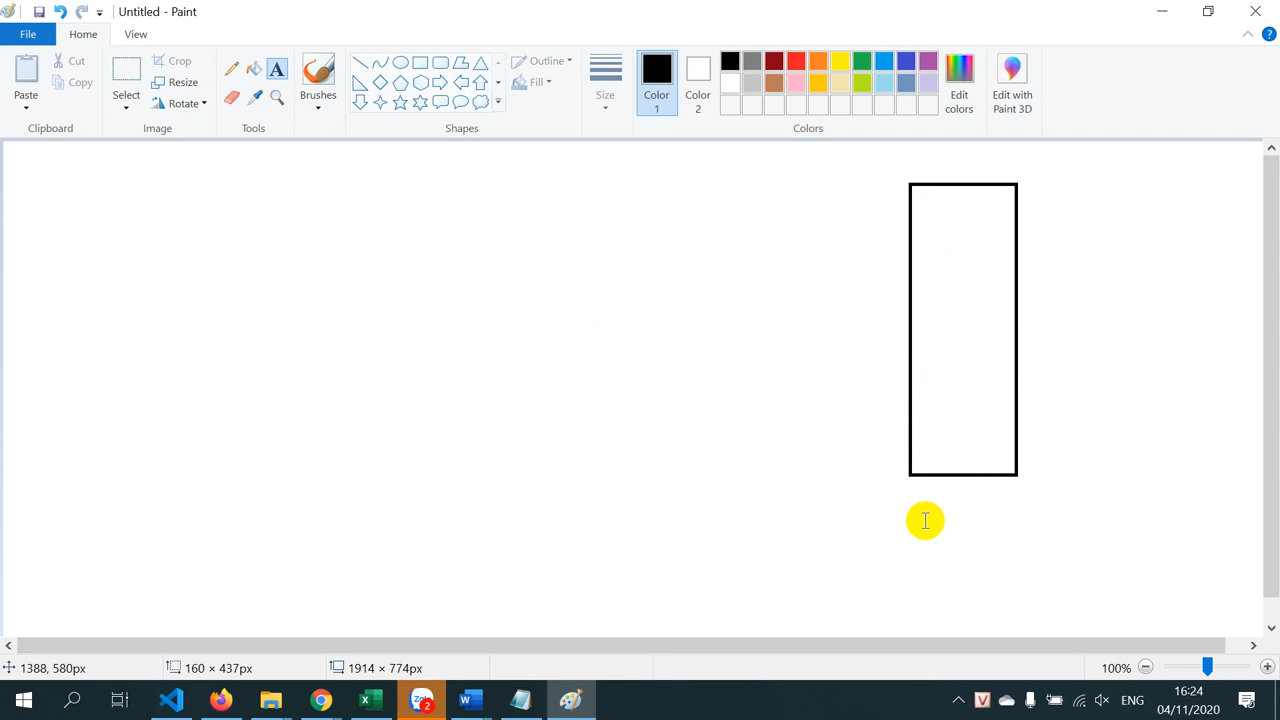 Untitled - Paint
File
Home
View
Paste
Cut
Copy
Clipboard
Select
Crop
Resize
Rotate
Image
A
Tools
Brushes
Shapes
Outline
Fill
Size
Color
1
Color
2
Edit
colors
Colors
Edit with
Paint 3D
?
1388, 580px
160 × 437px
1914 × 774px
100%
2
W
V
ENG
16:24
04/11/2020